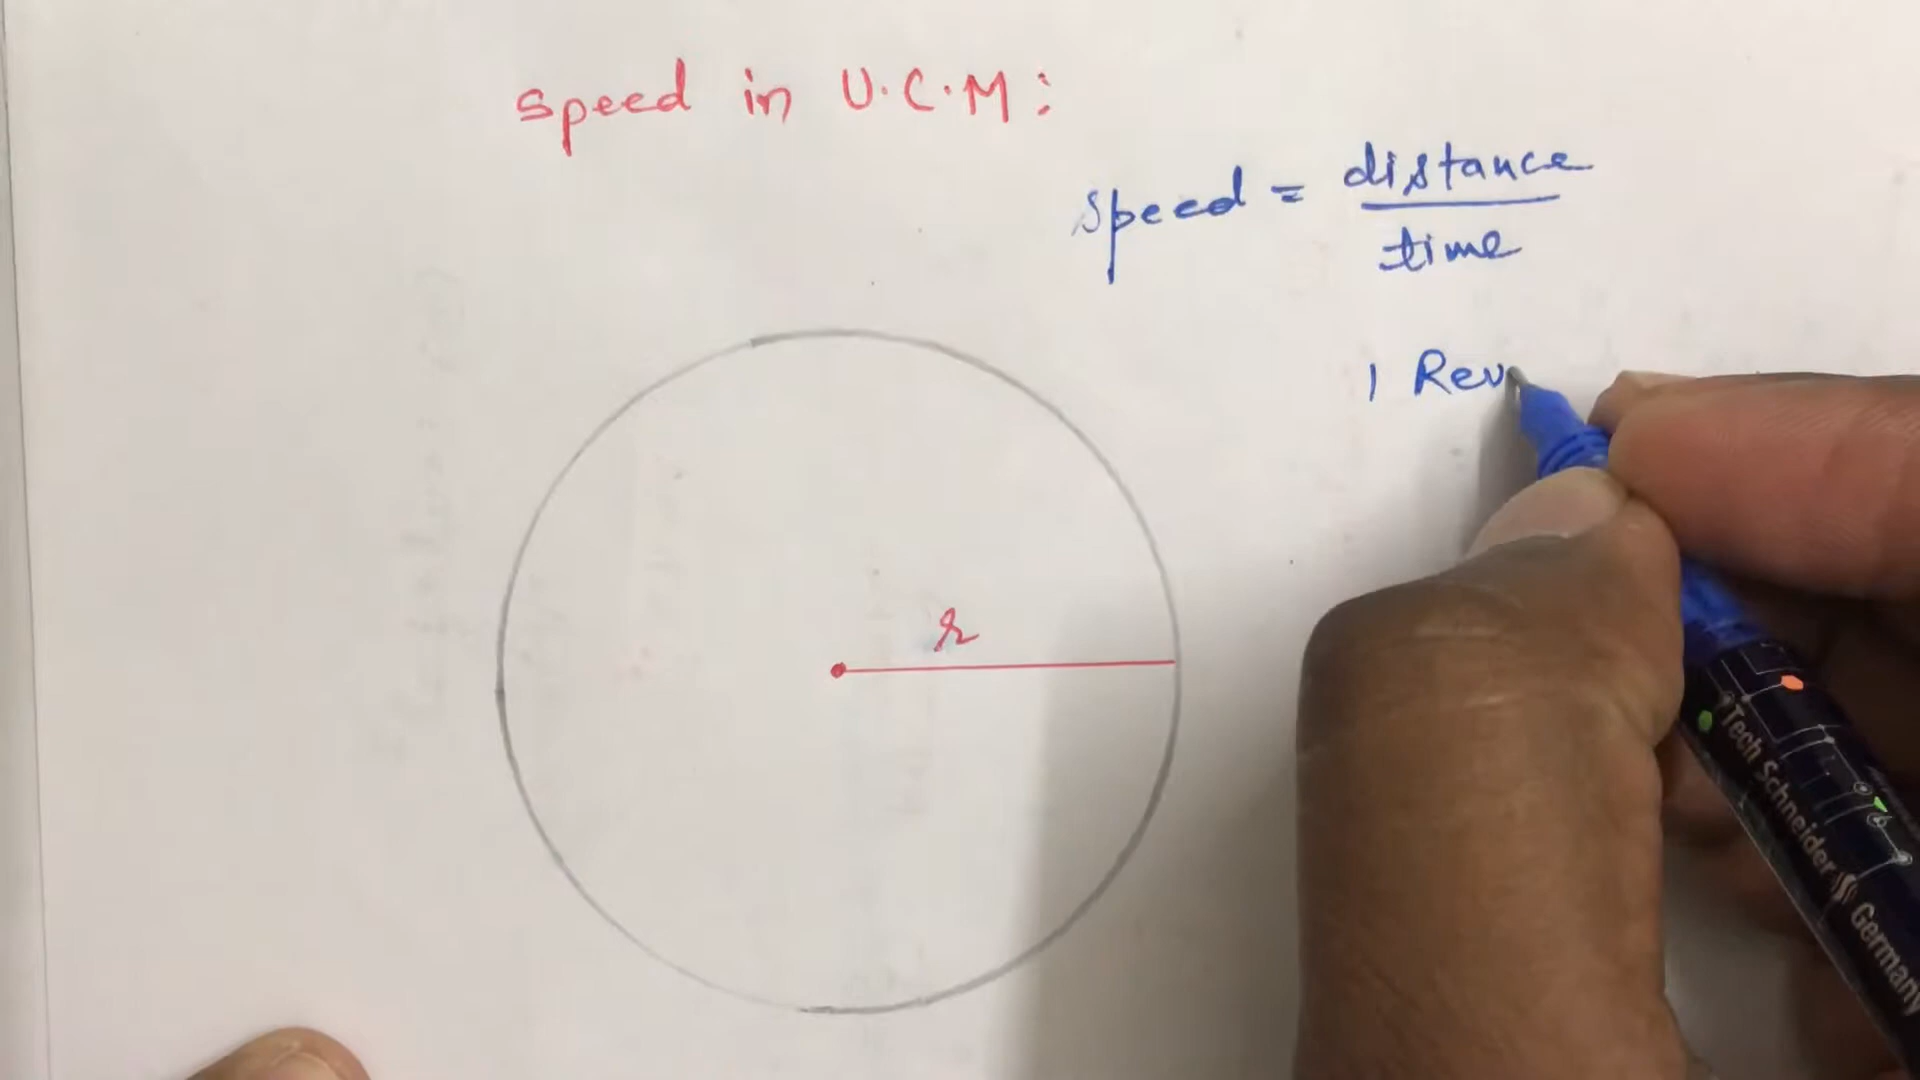 speed in U.C.M:
speed = distance
time
1 Rev
r
Tech Schneider Germany